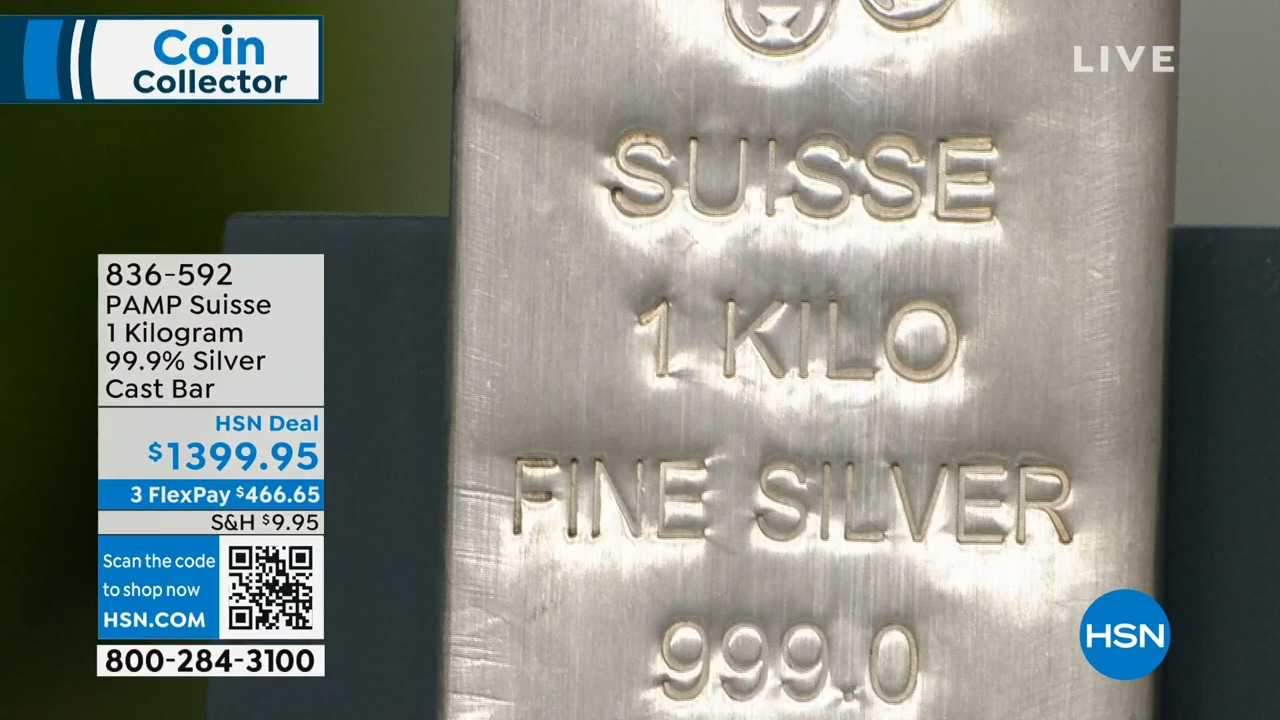 Coin
Collector
LIVE
SUISSE
1 KILO
FINE SILVER
999.0
836-592
PAMP Suisse
1 Kilogram
99.9% Silver
Cast Bar
HSN Deal
$1399.95
3 FlexPay $466.65
S&H $9.95
Scan the code
to shop now
HSN.COM
800-284-3100
HSN